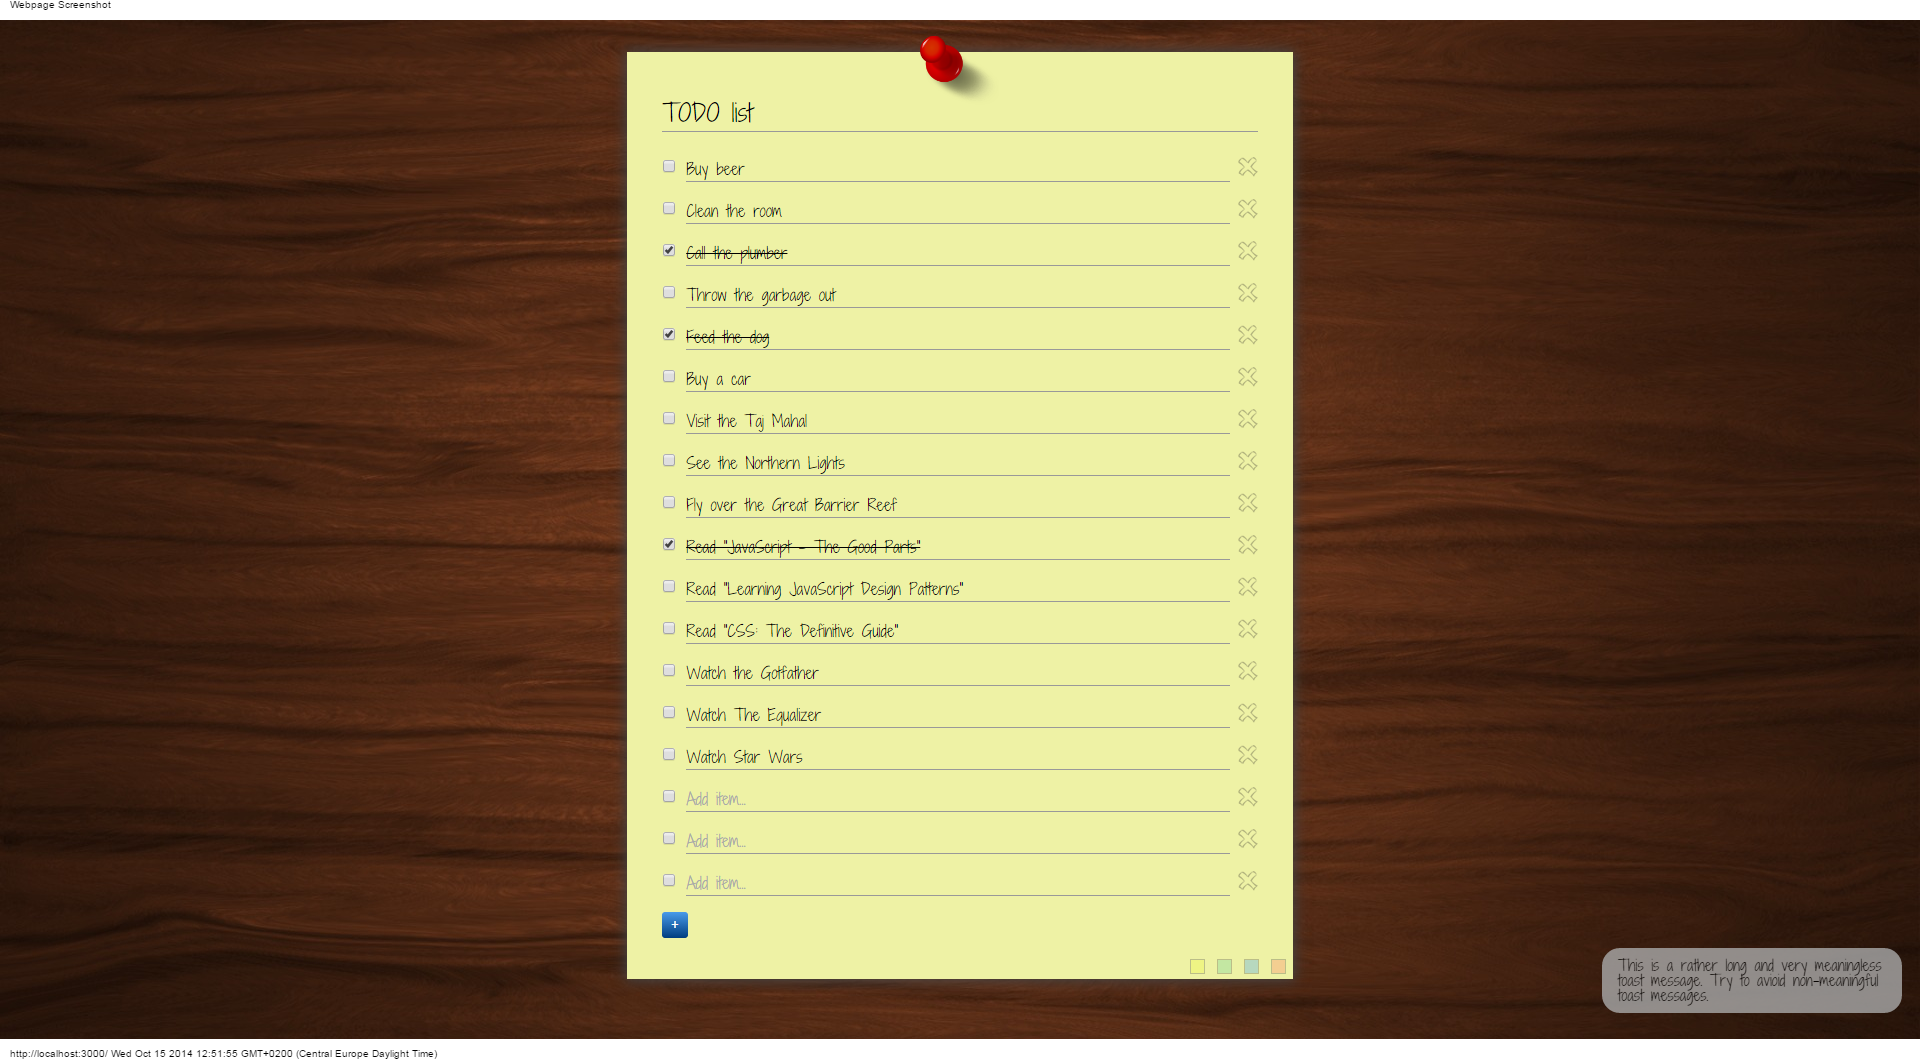 Webpage Screenshot
TODO list
Buy beer
Clean the room
Call the plumber
Throw the garbage out
Feed the dog
Buy a car
Visit the Taj Mahal
See the Northern Lights
Fly over the Great Barrier Reef
Read "JavaScript - The Good Parts"
Read "Learning JavaScript Design Patterns"
Read "CSS: The Definitive Guide"
Watch the Gotfather
Watch The Equalizer
Watch Star Wars
Add item...
Add item...
Add item...
+
This is a rather long and very meaningless
toast message. Try to avioid non-meaningful
toast messages.
http://localhost:3000/ Wed Oct 15 2014 12:51:55 GMT+0200 (Central Europe Daylight Time)